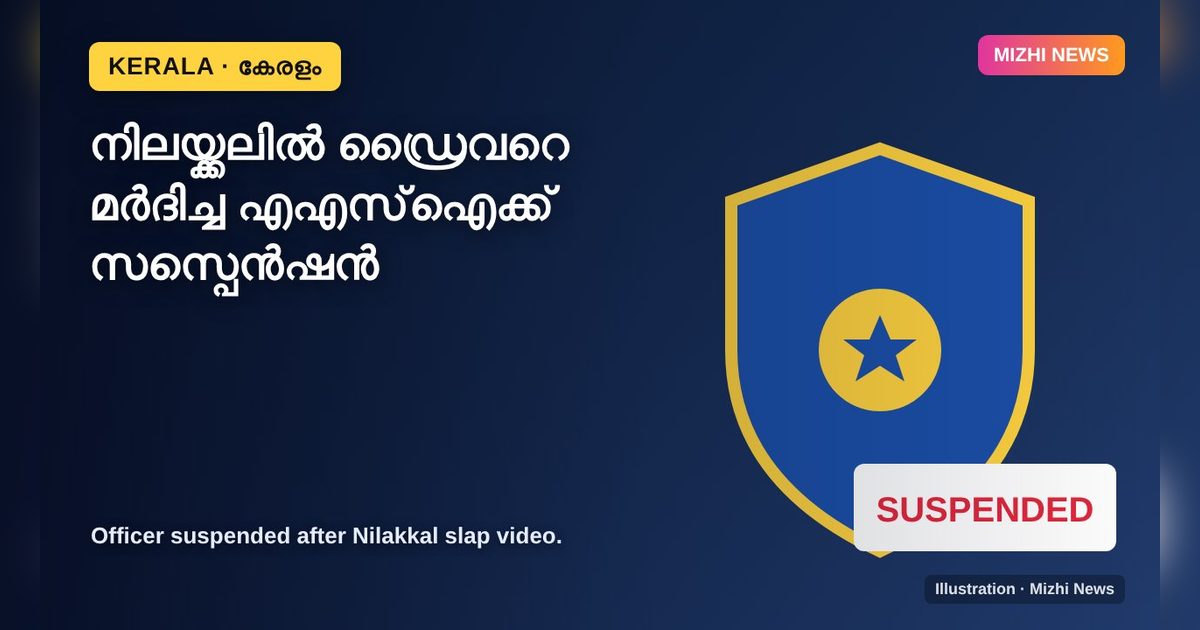 KERALA · കേരളം
MIZHI NEWS
നിലയ്ക്കലിൽ ഡ്രൈവറെ
മർദിച്ച എഎസ്ഐക്ക്
സസ്പെൻഷൻ
SUSPENDED
Officer suspended after Nilakkal slap video.
Illustration · Mizhi News